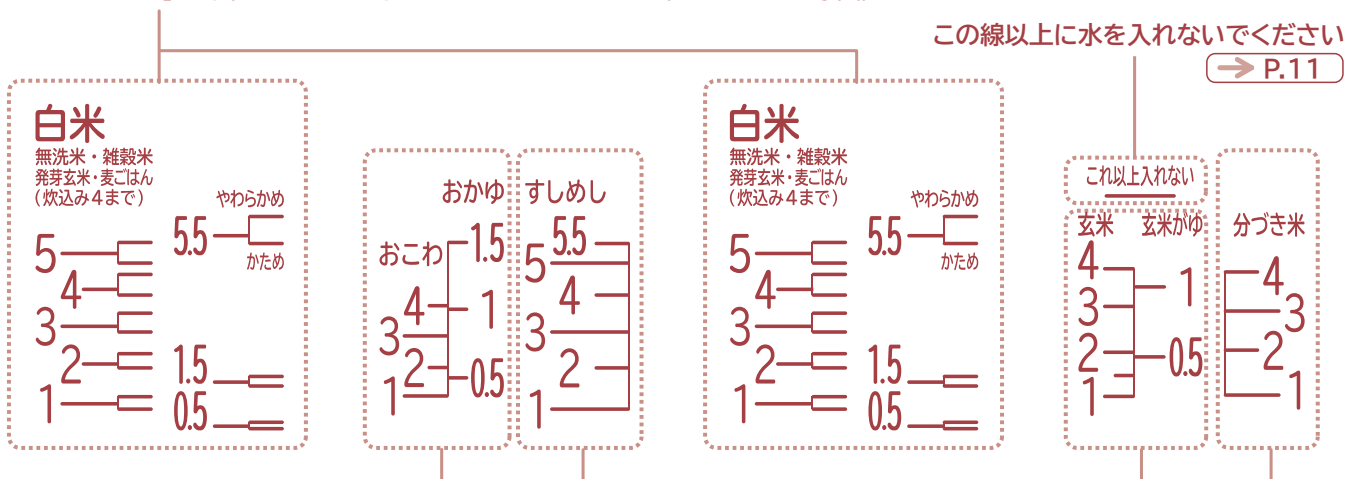 この線以上に水を入れないでください
P.11
白米
無洗米・雑穀米
発芽玄米・麦ごはん
(炊込み4まで)
やわらかめ
5.5
かため
5
4
3
2
1
1.5
0.5
おかゆ
1.5
1
0.5
おこわ
4
3
2
1
すしめし
5.5
5
4
3
2
1
白米
無洗米・雑穀米
発芽玄米・麦ごはん
(炊込み4まで)
やわらかめ
5.5
かため
5
4
3
2
1
1.5
0.5
これ以上入れない
玄米
4
3
2
1
玄米がゆ
1
0.5
分づき米
4
3
2
1